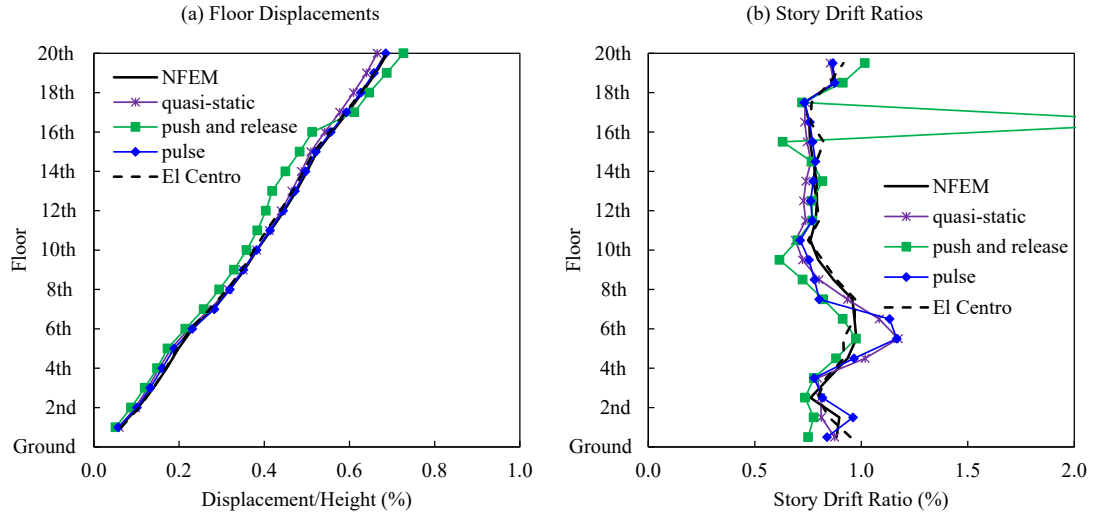 (a) Floor Displacements
20th
18th
16th
14th
12th
10th
8th
6th
4th
2nd
Ground
Floor
NFEM
quasi-static
push and release
pulse
El Centro
0.0 0.2 0.4 0.6 0.8 1.0
Displacement/Height (%)
(b) Story Drift Ratios
20th
18th
16th
14th
12th
10th
8th
6th
4th
2nd
Ground
Floor
NFEM
quasi-static
push and release
pulse
El Centro
0.0 0.5 1.0 1.5 2.0
Story Drift Ratio (%)